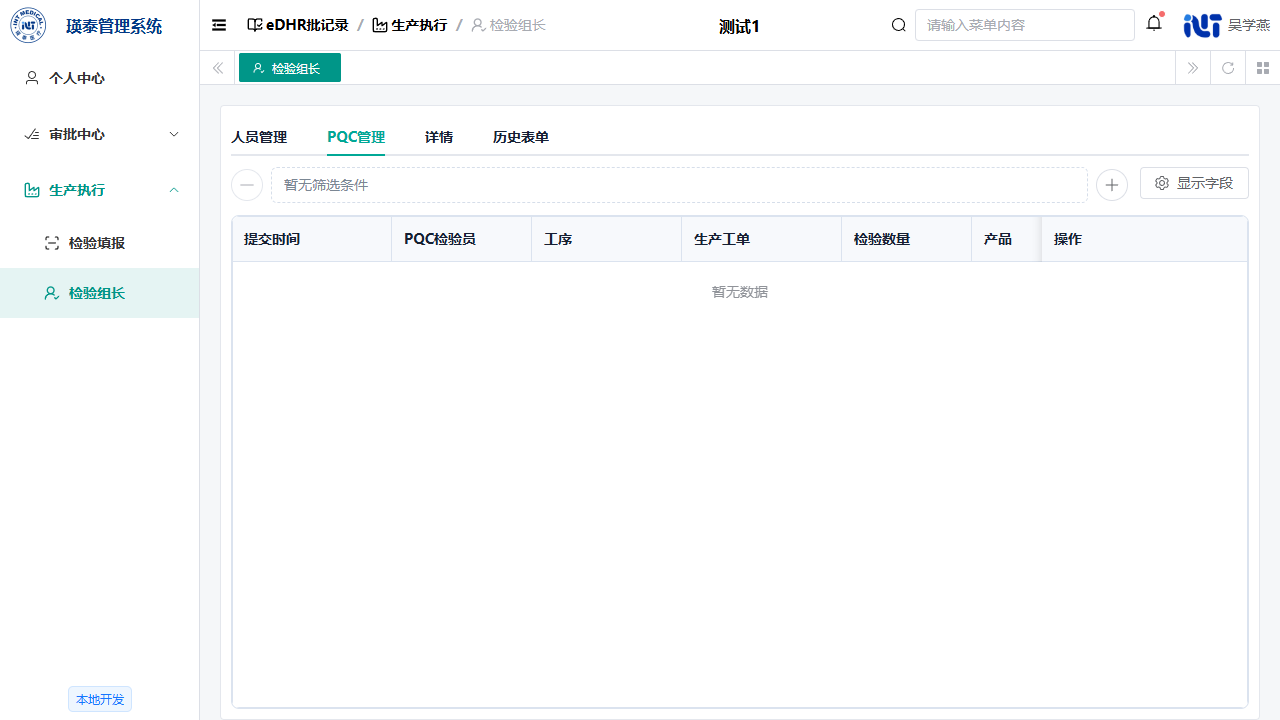 瑛泰管理系统
eDHR批记录 / 生产执行 / 检验组长
测试1
请输入菜单内容
吴学燕
个人中心
审批中心
生产执行
检验填报
检验组长
本地开发
检验组长
人员管理 PQC管理 详情 历史表单
暂无筛选条件
显示字段
提交时间 PQC检验员 工序 生产工单 检验数量 产品 操作
暂无数据